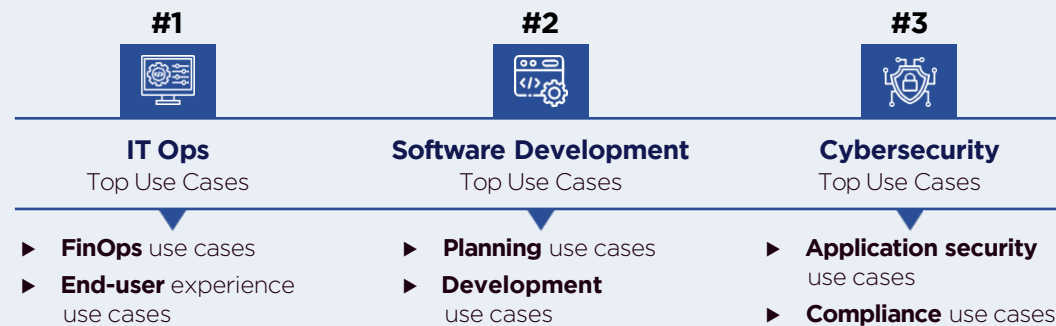 #1
IT Ops
Top Use Cases
▶ FinOps use cases
▶ End-user experience
use cases
#2
Software Development
Top Use Cases
▶ Planning use cases
▶ Development
use cases
#3
Cybersecurity
Top Use Cases
▶ Application security
use cases
▶ Compliance use cases